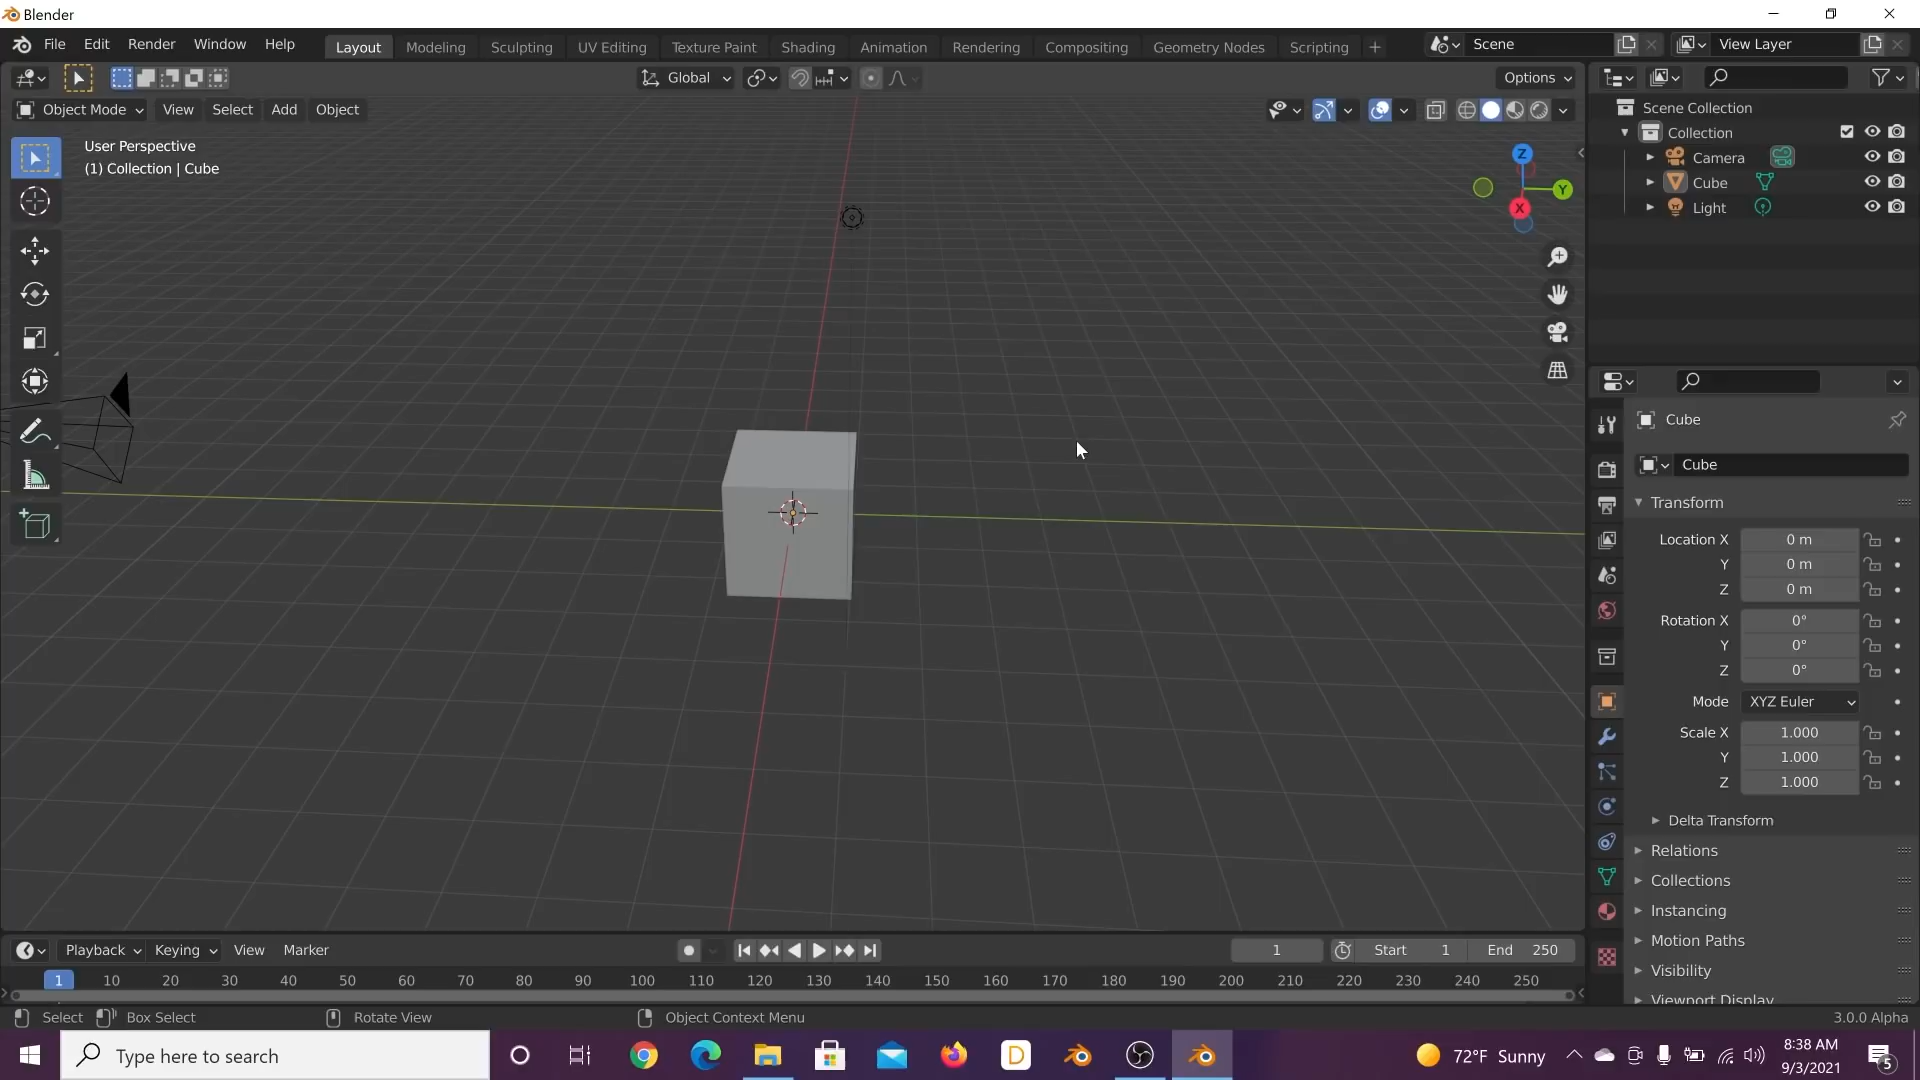 Blender
File Edit Render Window Help Layout Modeling Sculpting UV Editing Texture Paint Shading Animation Rendering Compositing Geometry Nodes Scripting + Scene View Layer
Global Options
Object Mode View Select Add Object
User Perspective
(1) Collection | Cube
Z
Y
X
Scene Collection
Collection
Camera
Cube
Light
Cube
Cube
Transform
Location X 0 m
Y 0 m
Z 0 m
Rotation X 0°
Y 0°
Z 0°
Mode XYZ Euler
Scale X 1.000
Y 1.000
Z 1.000
Delta Transform
Relations
Collections
Instancing
Motion Paths
Visibility
Viewport Display
Playback Keying View Marker 1 Start 1 End 250
1 10 20 30 40 50 60 70 80 90 100 110 120 130 140 150 160 170 180 190 200 210 220 230 240 250
Select Box Select Rotate View Object Context Menu 3.0.0 Alpha
Type here to search D 72°F Sunny 8:38 AM
9/3/2021 5